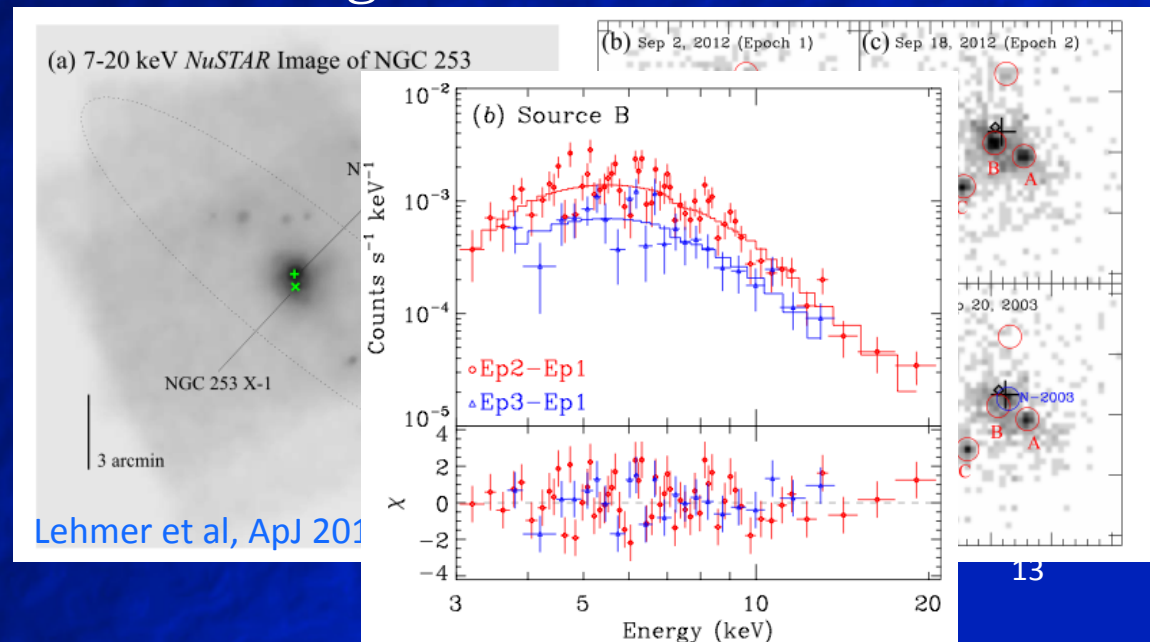 (a) 7-20 keV NuSTAR Image of NGC 253
NGC 253 X-1
3 arcmin
Lehmer et al, ApJ 201
(b) Sep 2, 2012 (Epoch 1)
(c) Sep 18, 2012 (Epoch 2)
B
A
C
20, 2003
N-2003
B
A
C
(b) Source B
10⁻²
10⁻³
10⁻⁴
10⁻⁵
Counts s⁻¹ keV⁻¹
Ep2-Ep1
Ep3-Ep1
4
2
0
-2
-4
χ
3 5 10 20
Energy (keV)
13